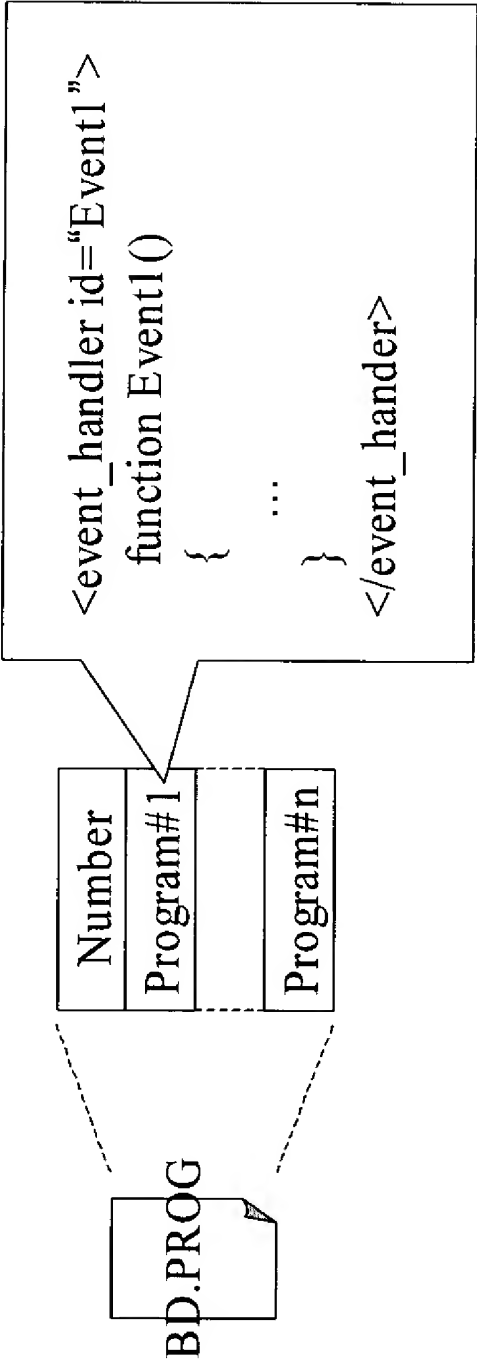 BD.PROG
Number
Program#1
Program#n
<event_handler id=“Event1”>
function Event1()
{
…
}
</event_hander>